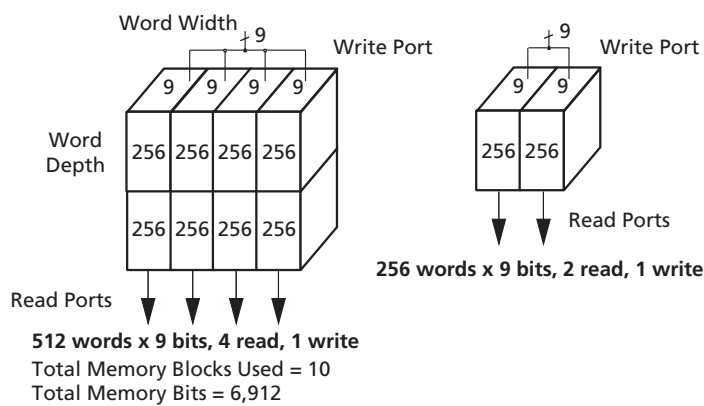 Word Width
9
Write Port
9 9 9 9
Word
Depth
256 256 256 256
256 256 256 256
Read Ports
512 words x 9 bits, 4 read, 1 write
Total Memory Blocks Used = 10
Total Memory Bits = 6,912
9
Write Port
9 9
256 256
Read Ports
256 words x 9 bits, 2 read, 1 write